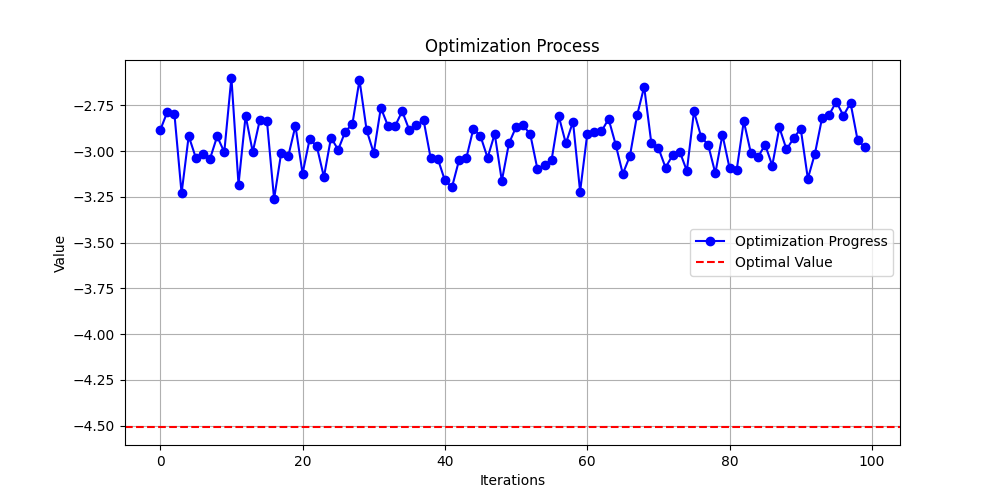 Optimization Process
Value
−2.75
−3.00
−3.25
−3.50
−3.75
−4.00
−4.25
−4.50
Optimization Progress
Optimal Value
0 20 40 60 80 100
Iterations